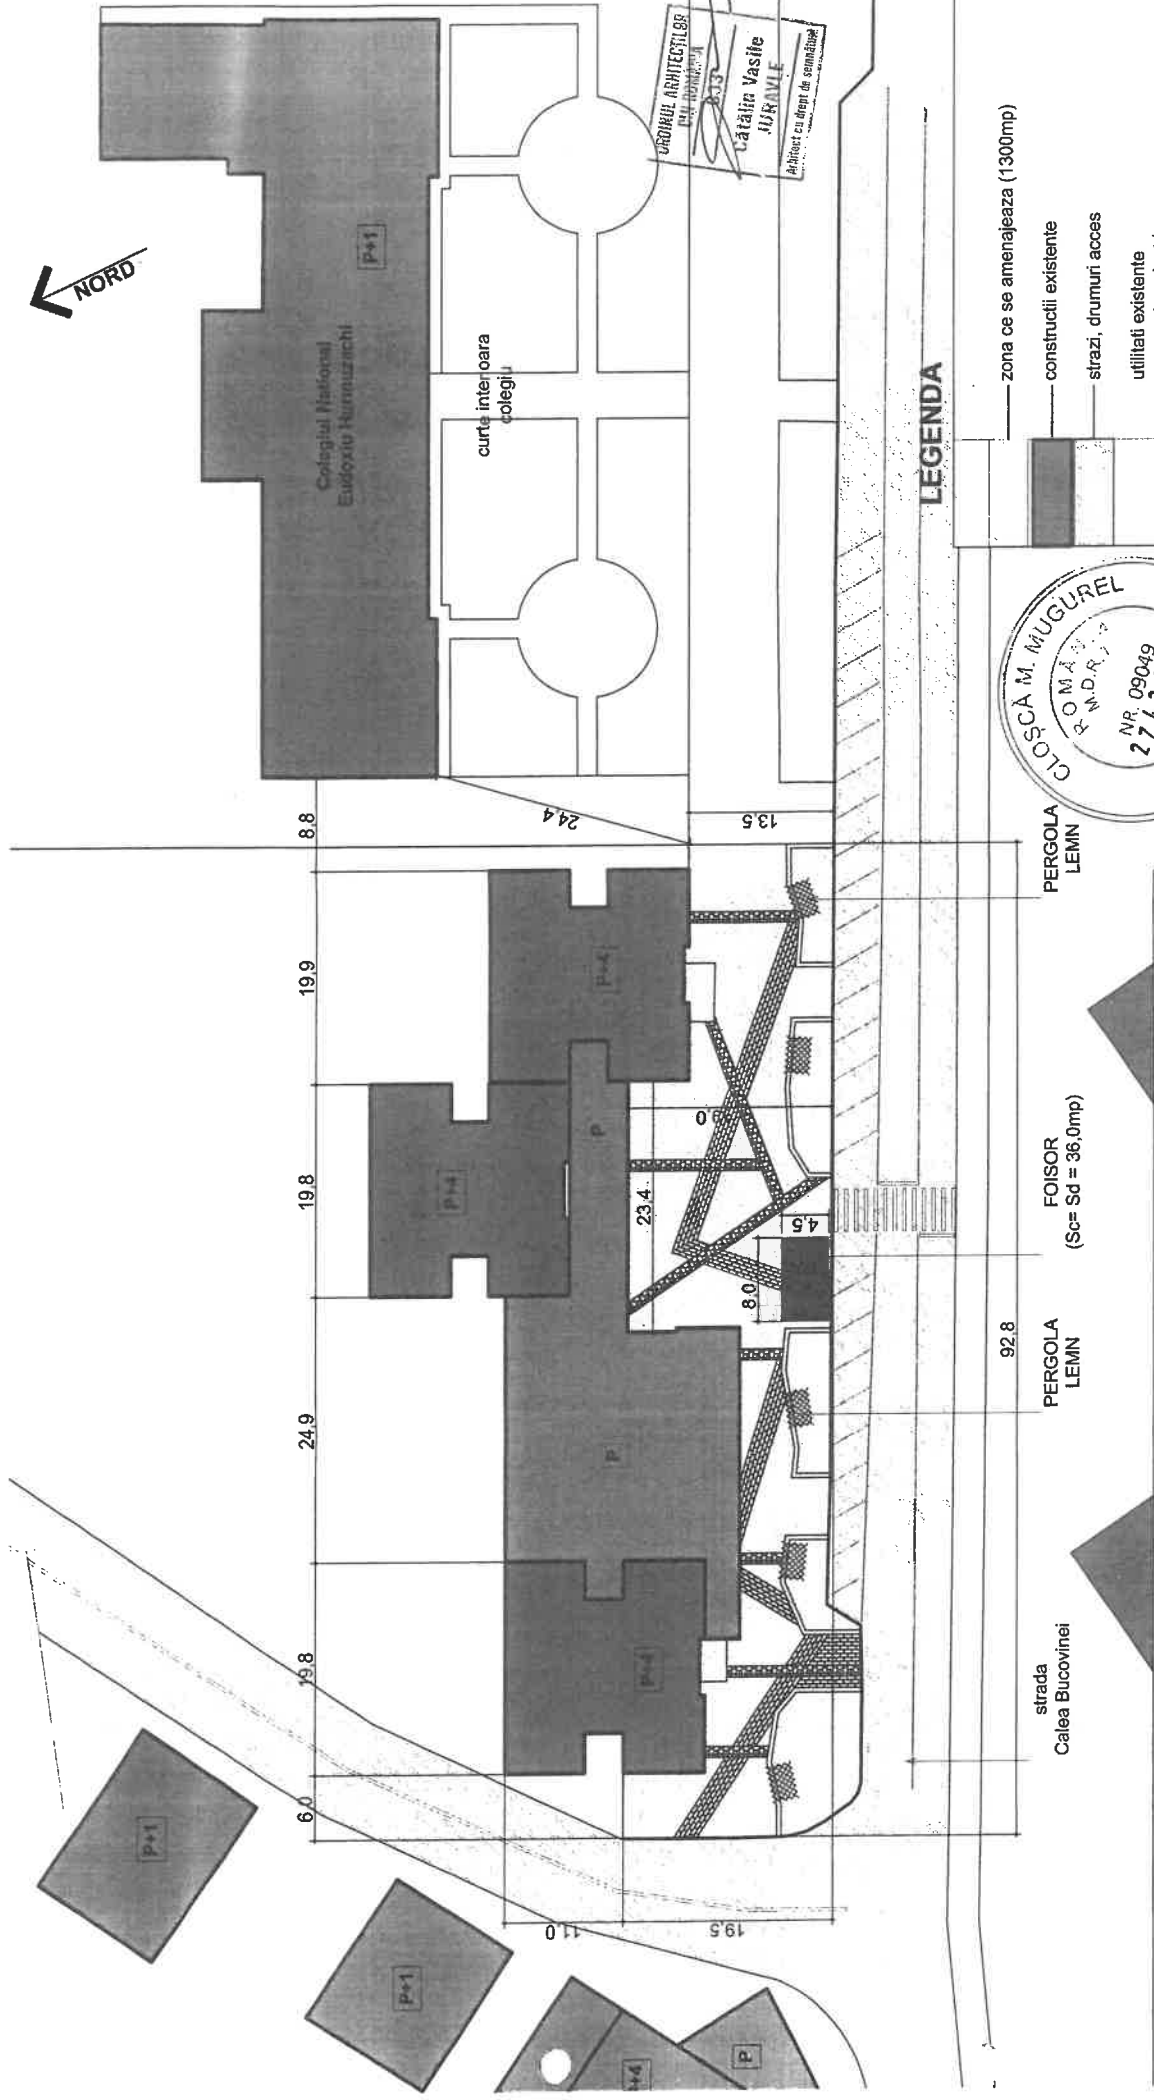 NORD
Colegiul National
Eudoxiu Hurmuzachi
P+1
curte interioara
colegiu
ORDINUL ARHITECȚILOR
DIN ROMÂNIA
Cătălin Vasile
JURAVLE
Arhitect cu drept de semnătură
8,8
19,9
19,8
24,9
19,8
6,0
24,4
13,5
P+4
P+4
P
P
P+4
23,4
8,0
4,5
11,0
19,5
92,8
P+1
P+1
P
PERGOLA
LEMN
FOISOR
(Sc= Sd = 36,0mp)
PERGOLA
LEMN
strada
Calea Bucovinei
LEGENDA
zona ce se amenajeaza (1300mp)
constructii existente
strazi, drumuri acces
utilitati existente
CLOȘCĂ M. MUGUREL
M.D.R.
NR. 09049